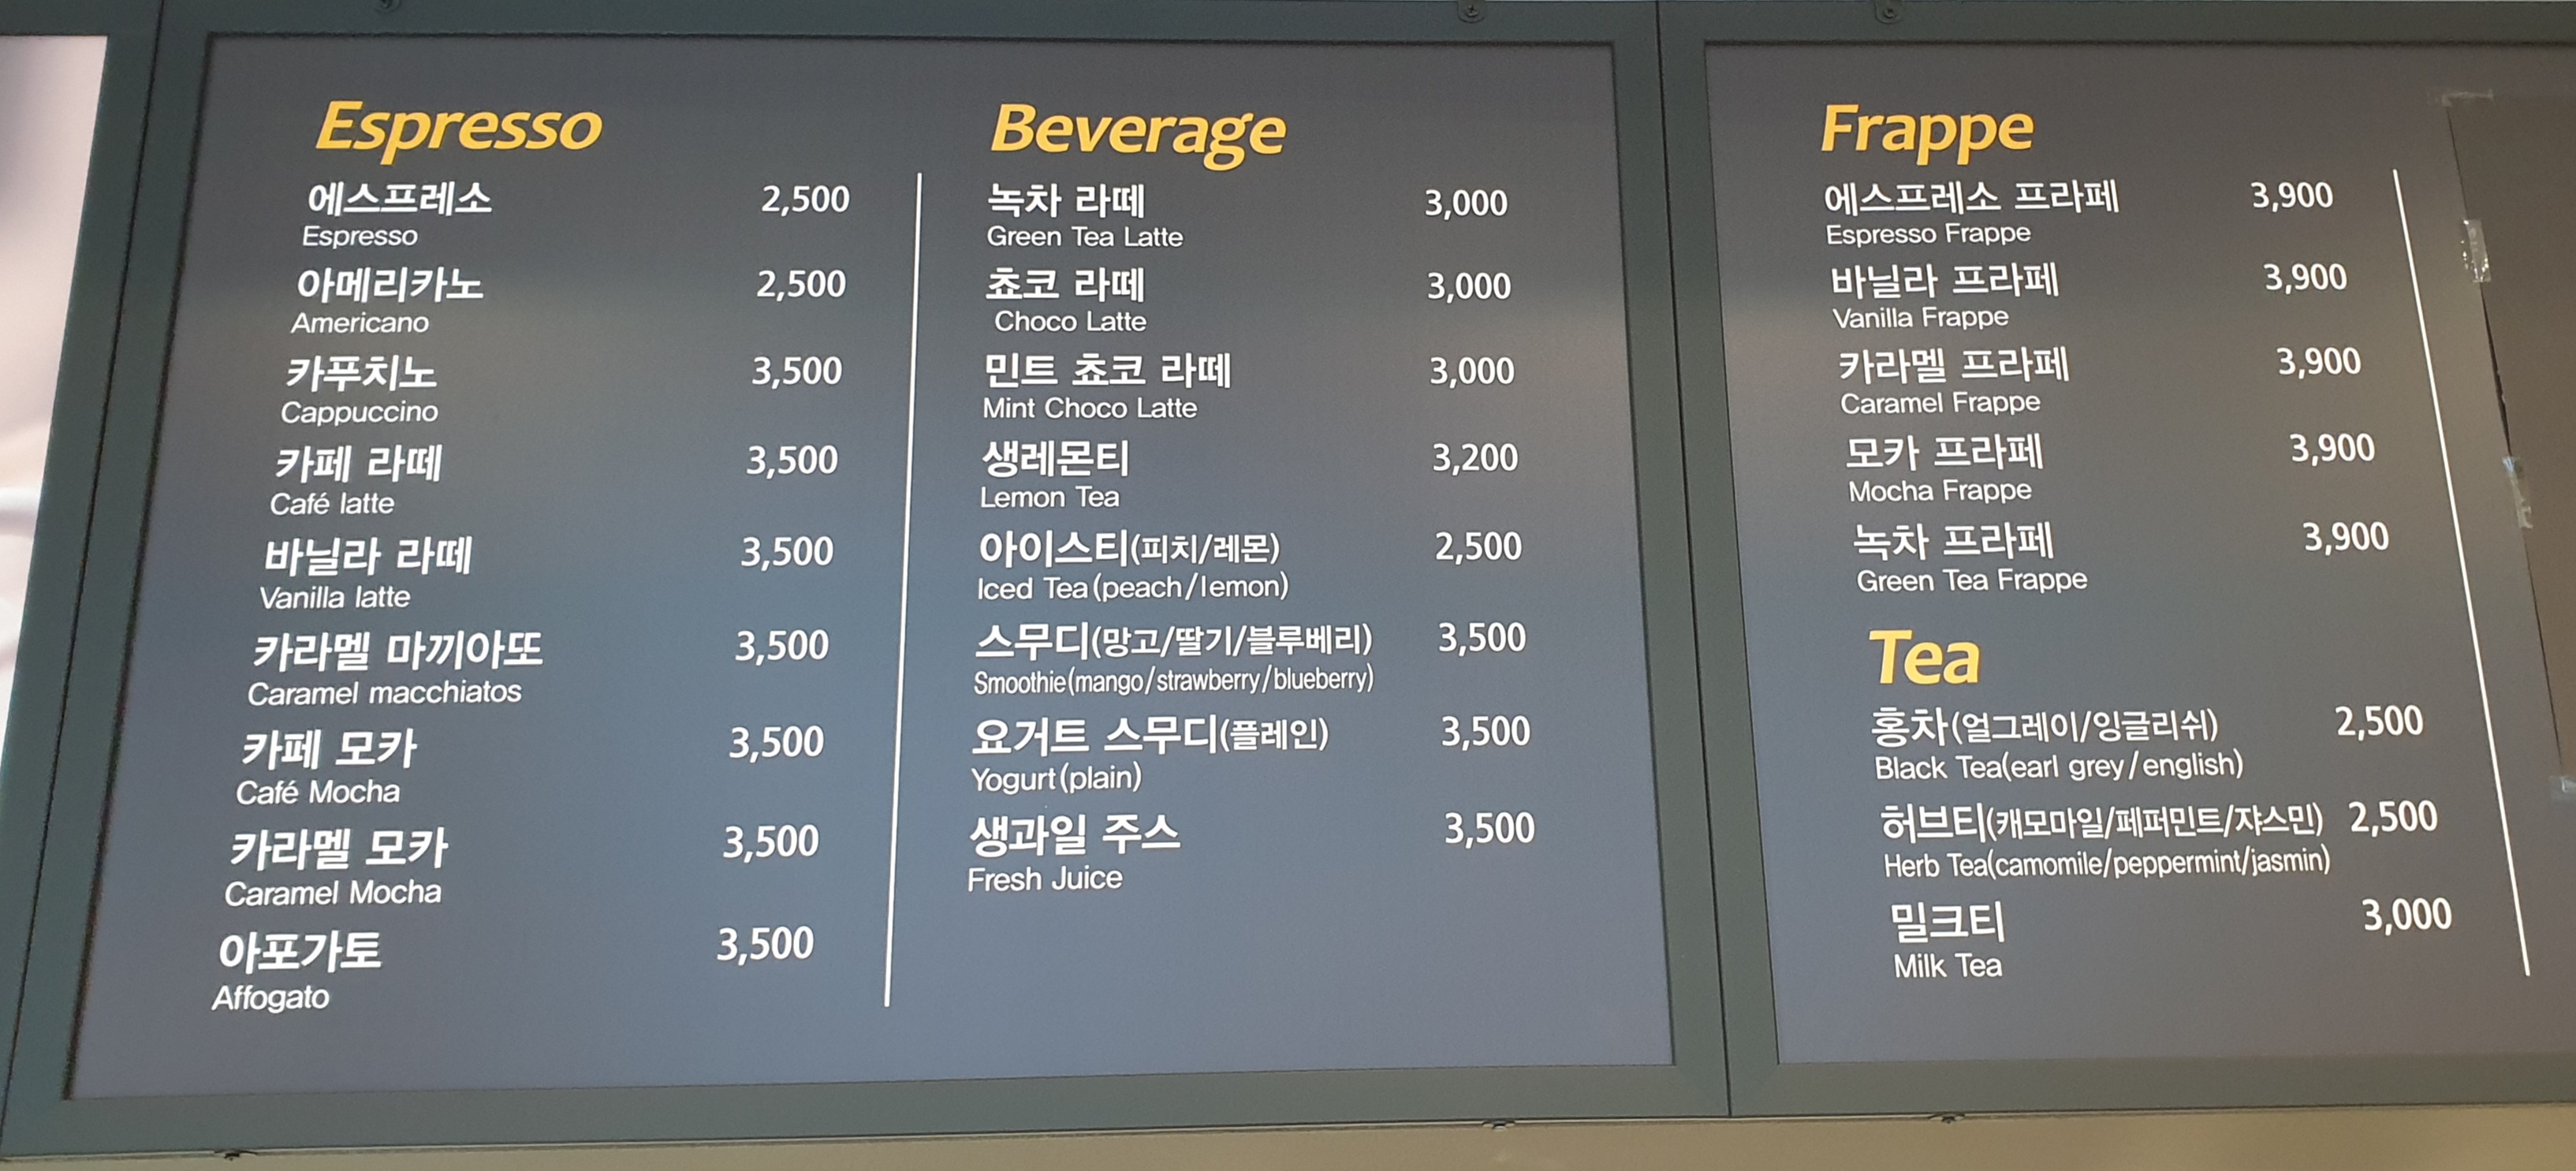 Espresso
에스프레소 2,500
Espresso
아메리카노 2,500
Americano
카푸치노 3,500
Cappuccino
카페 라떼 3,500
Café latte
바닐라 라떼 3,500
Vanilla latte
카라멜 마끼아또 3,500
Caramel macchiatos
카페 모카 3,500
Café Mocha
카라멜 모카 3,500
Caramel Mocha
아포가토 3,500
Affogato
Beverage
녹차 라떼 3,000
Green Tea Latte
쵸코 라떼 3,000
Choco Latte
민트 쵸코 라떼 3,000
Mint Choco Latte
생레몬티 3,200
Lemon Tea
아이스티(피치/레몬) 2,500
Iced Tea(peach/lemon)
스무디(망고/딸기/블루베리) 3,500
Smoothie(mango/strawberry/blueberry)
요거트 스무디(플레인) 3,500
Yogurt(plain)
생과일 주스 3,500
Fresh Juice
Frappe
에스프레소 프라페 3,900
Espresso Frappe
바닐라 프라페 3,900
Vanilla Frappe
카라멜 프라페 3,900
Caramel Frappe
모카 프라페 3,900
Mocha Frappe
녹차 프라페 3,900
Green Tea Frappe
Tea
홍차(얼그레이/잉글리쉬) 2,500
Black Tea(earl grey/english)
허브티(캐모마일/페퍼민트/쟈스민) 2,500
Herb Tea(camomile/peppermint/jasmin)
밀크티 3,000
Milk Tea